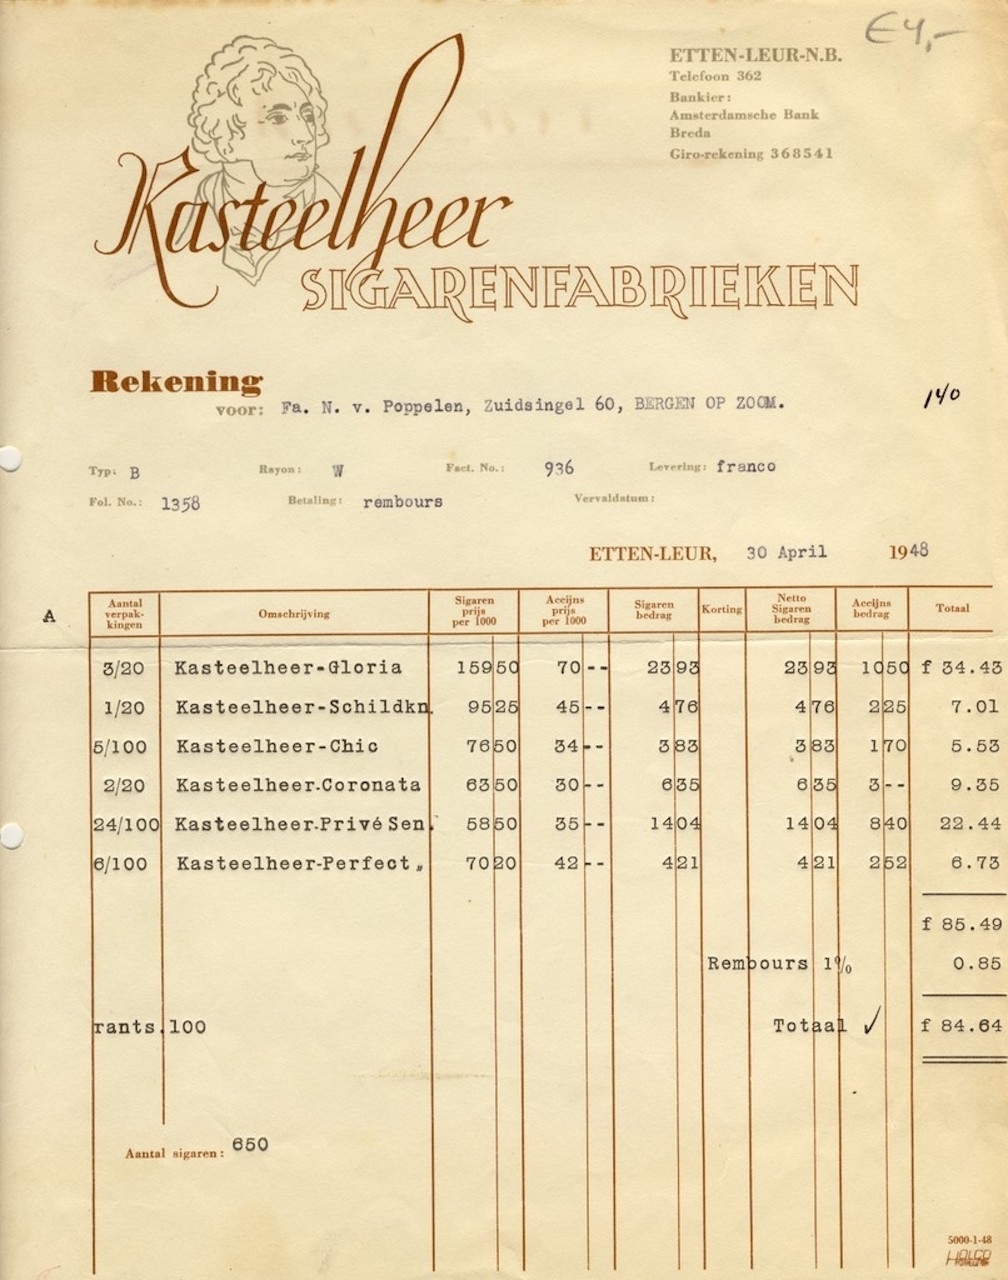 €4,-
ETTEN-LEUR-N.B.
Telefoon 362
Bankier:
Amsterdamsche Bank
Breda
Giro-rekening 368541
Kasteelheer
SIGARENFABRIEKEN
Rekening
voor: Fa. N. v. Poppelen, Zuidsingel 60, BERGEN OP ZOOM.
140
Typ: B Rayon: W Fact. No.: 936 Levering: franco
Fol. No.: 1358 Betaling: rembours Vervaldatum:
ETTEN-LEUR, 30 April 1948
A
Aantal verpak- kingen Omschrijving Sigaren prijs per 1000 Accijns prijs per 1000 Sigaren bedrag Korting Netto Sigaren bedrag Accijns bedrag Totaal
3/20 Kasteelheer-Gloria 159 50 70 -- 23 93 23 93 10 50 f 34.43
1/20 Kasteelheer-Schildkn. 95 25 45 -- 4 76 4 76 2 25 7.01
5/100 Kasteelheer-Chic 76 50 34 -- 3 83 3 83 1 70 5.53
2/20 Kasteelheer-Coronata 63 50 30 -- 6 35 6 35 3 -- 9.35
24/100 Kasteelheer-Privé Sen. 58 50 35 -- 14 04 14 04 8 40 22.44
6/100 Kasteelheer-Perfect „ 70 20 42 -- 4 21 4 21 2 52 6.73
f 85.49
Rembours 1% 0.85
rants.100 Totaal ✓ f 84.64
Aantal sigaren: 650
5000-1-48